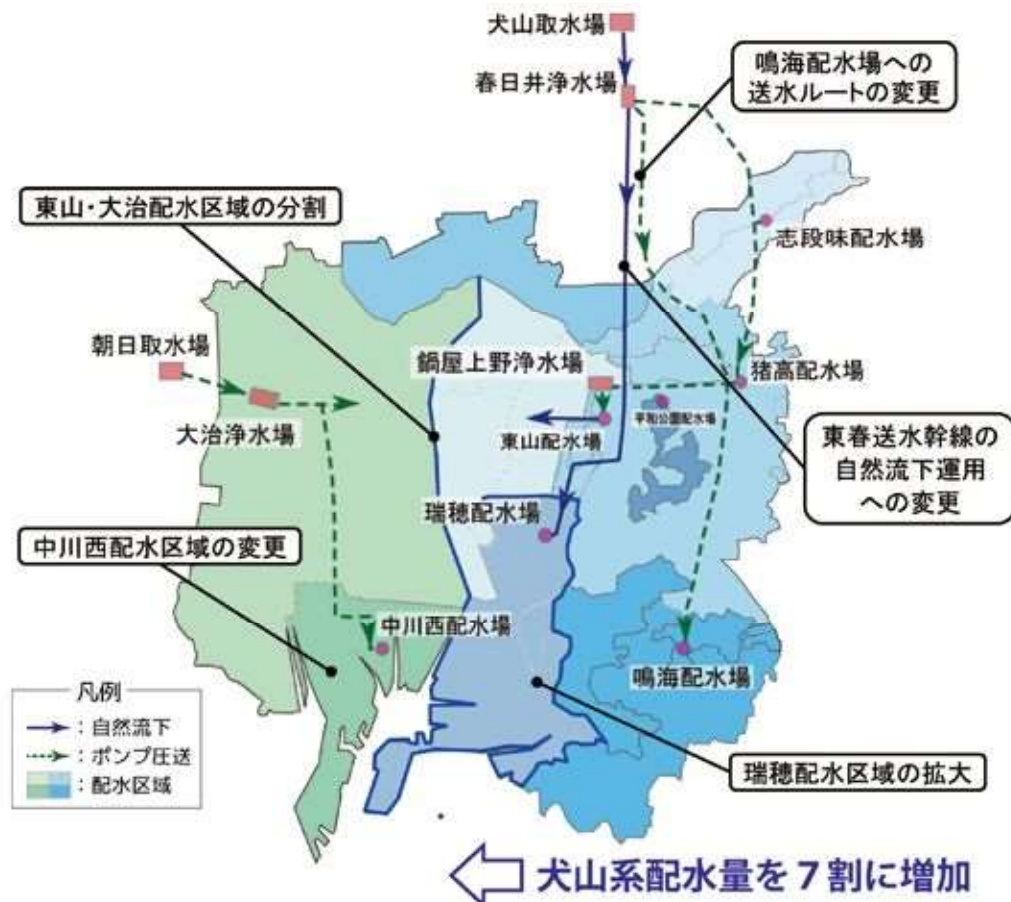 犬山取水場
春日井浄水場
鳴海配水場への
送水ルートの変更
東山・大治配水区域の分割
志段味配水場
朝日取水場
鍋屋上野浄水場
猪高配水場
大治浄水場
東山配水場
平和公園配水場
東春送水幹線の
自然流下運用
への変更
瑞穂配水場
中川西配水区域の変更
中川西配水場
鳴海配水場
凡例
:自然流下
:ポンプ圧送
:配水区域
瑞穂配水区域の拡大
犬山系配水量を7割に増加